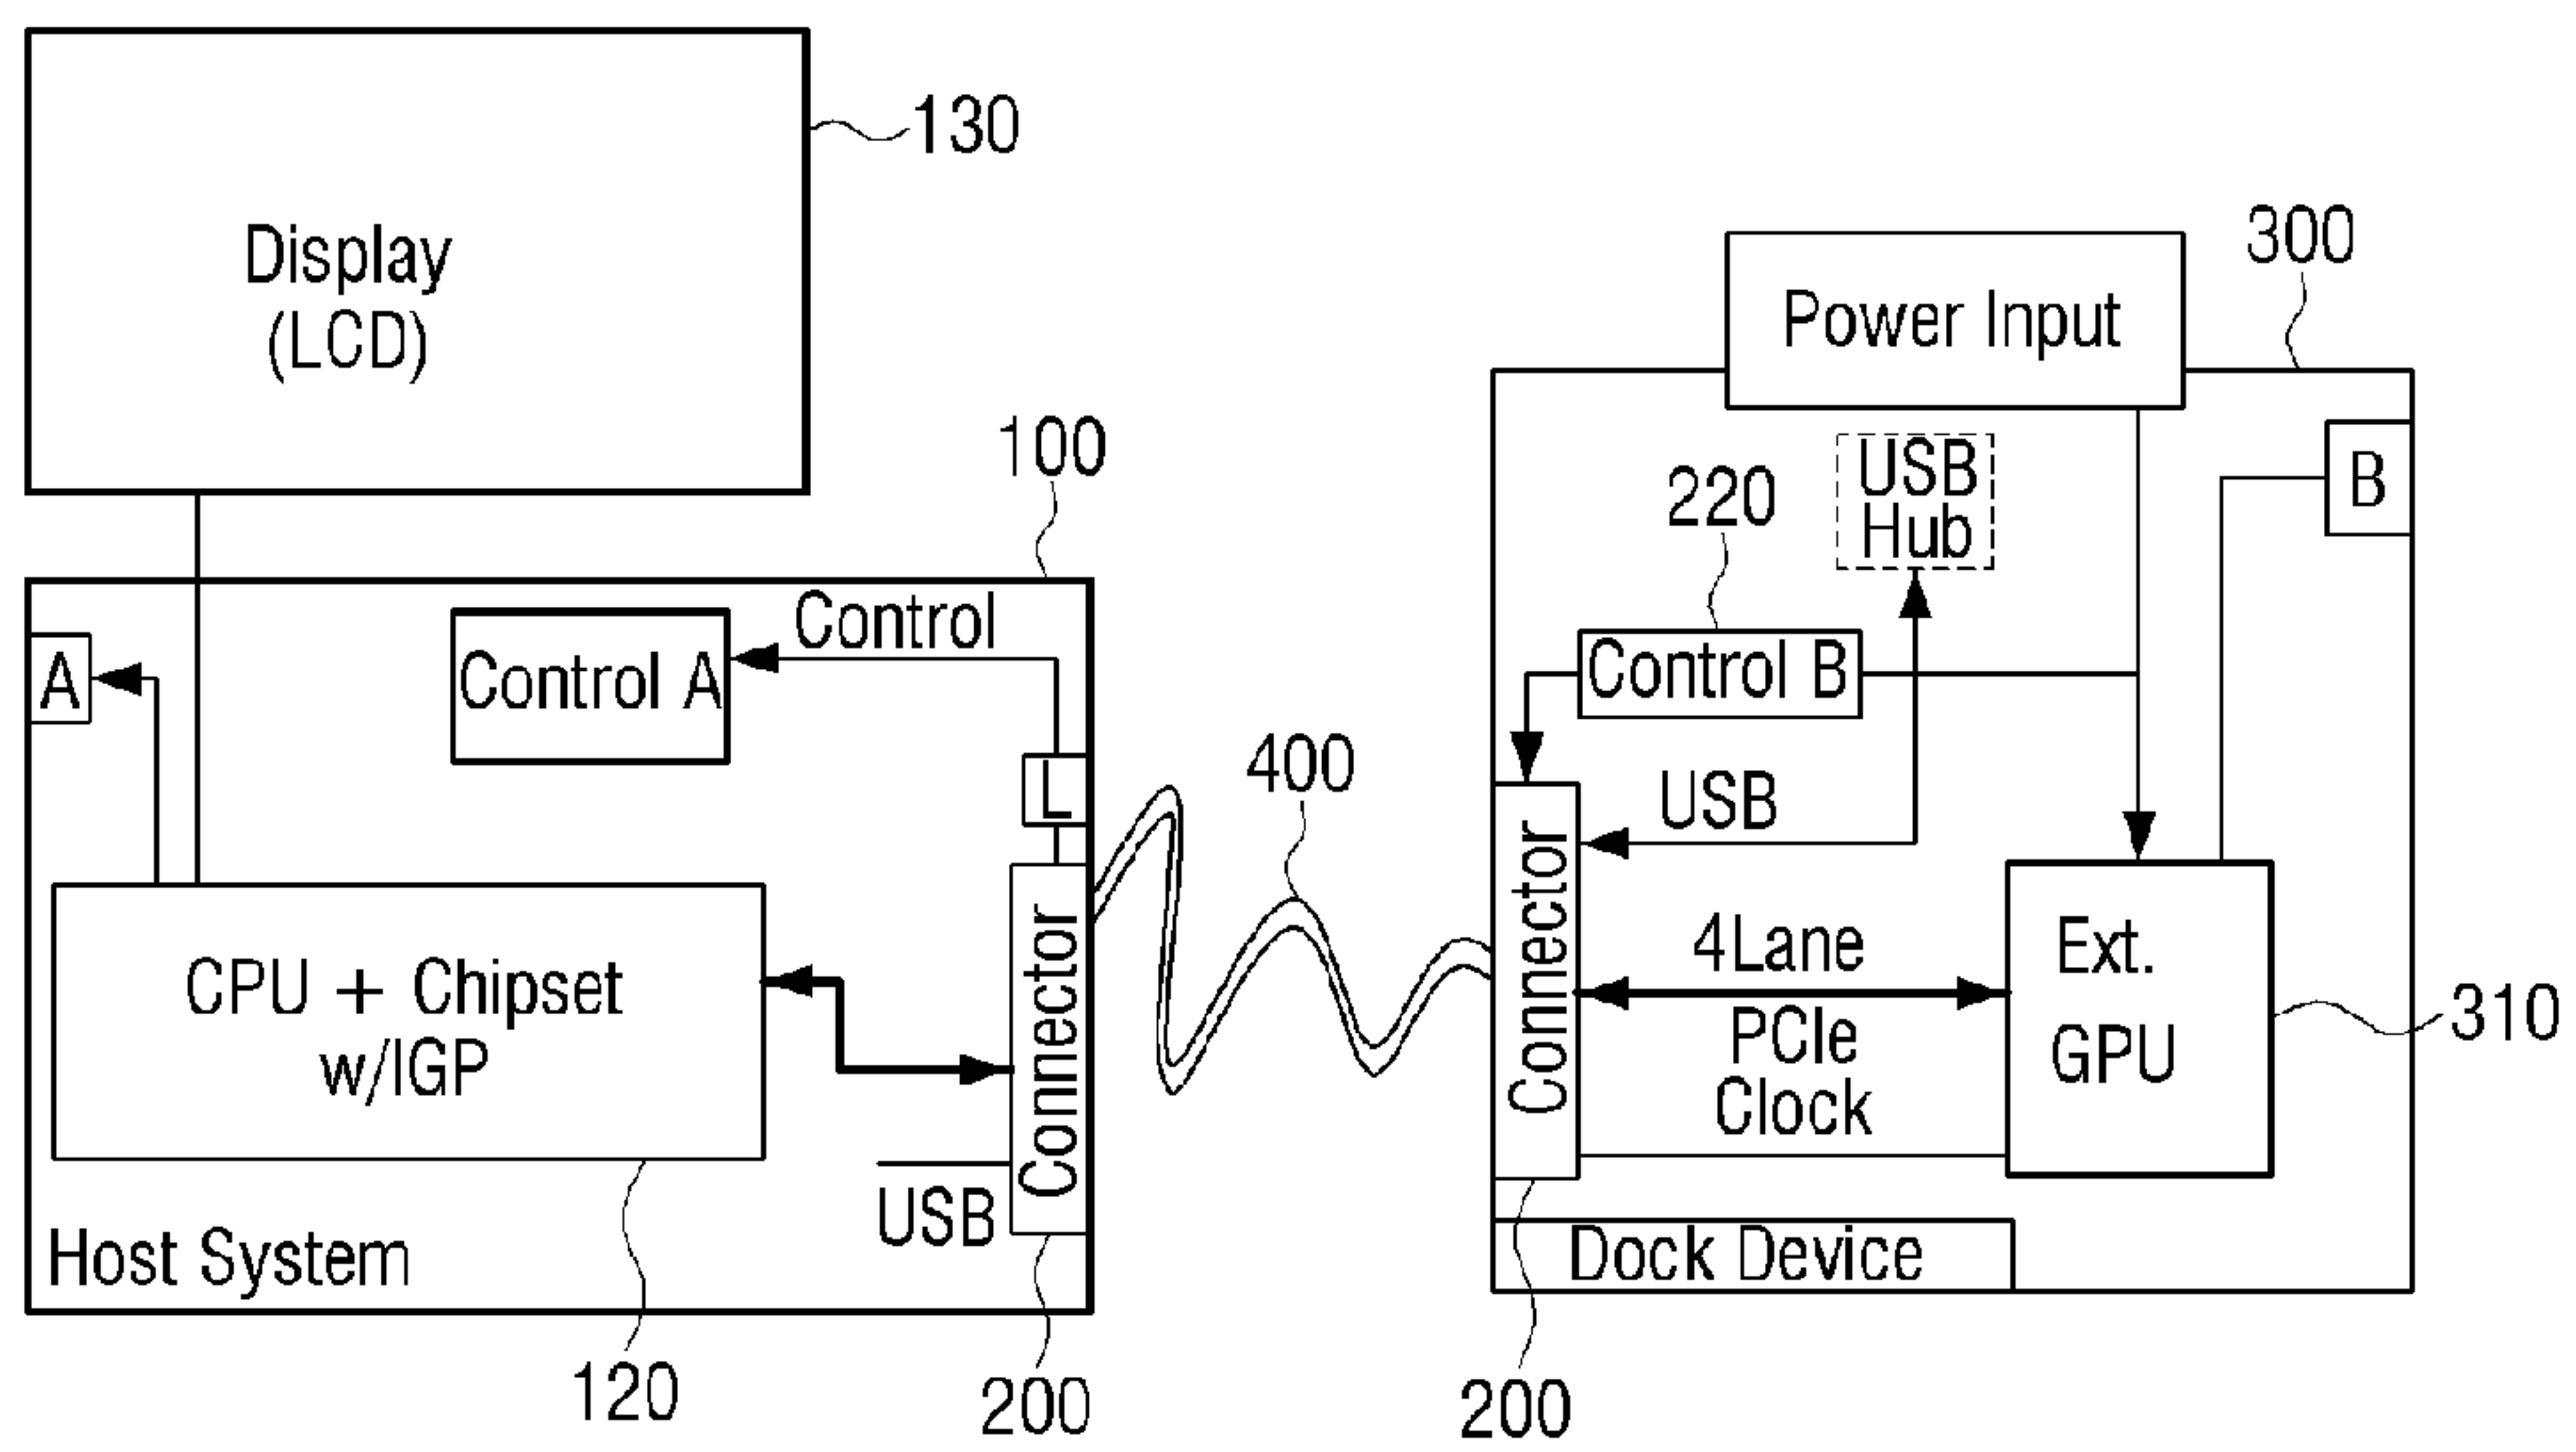 130
Display
(LCD)
300
Power Input
100
USB
Hub
B
220
Control
Control A
A
Control B
L
400
USB
Connector
4Lane
Ext.
GPU
PCIe
Clock
310
CPU + Chipset
w/IGP
Connector
USB
Host System
Dock Device
120
200
200